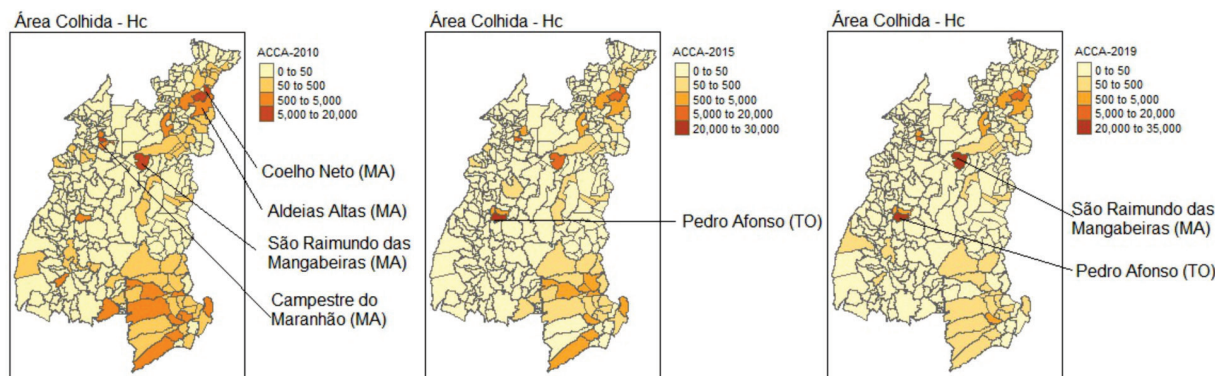 Área Colhida - Hc
ACCA-2010
0 to 50
50 to 500
500 to 5,000
5,000 to 20,000
Coelho Neto (MA)
Aldeias Altas (MA)
São Raimundo das
Mangabeiras (MA)
Campestre do
Maranhão (MA)
Área Colhida - Hc
ACCA-2015
0 to 50
50 to 500
500 to 5,000
5,000 to 20,000
20,000 to 30,000
Pedro Afonso (TO)
Área Colhida - Hc
ACCA-2019
0 to 50
50 to 500
500 to 5,000
5,000 to 20,000
20,000 to 35,000
São Raimundo das
Mangabeiras (MA)
Pedro Afonso (TO)